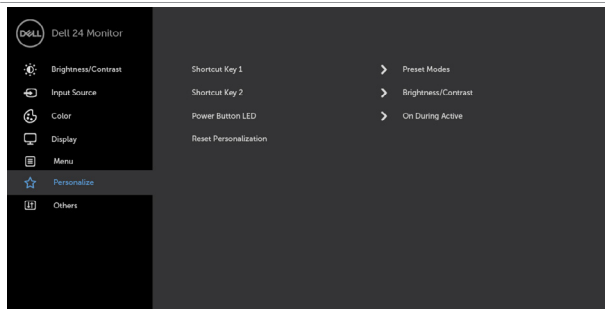 DELL Dell 24 Monitor
Brightness/Contrast Shortcut Key 1 Preset Modes
Input Source Shortcut Key 2 Brightness/Contrast
Color Power Button LED On During Active
Display Reset Personalization
Menu
Personalize
Others